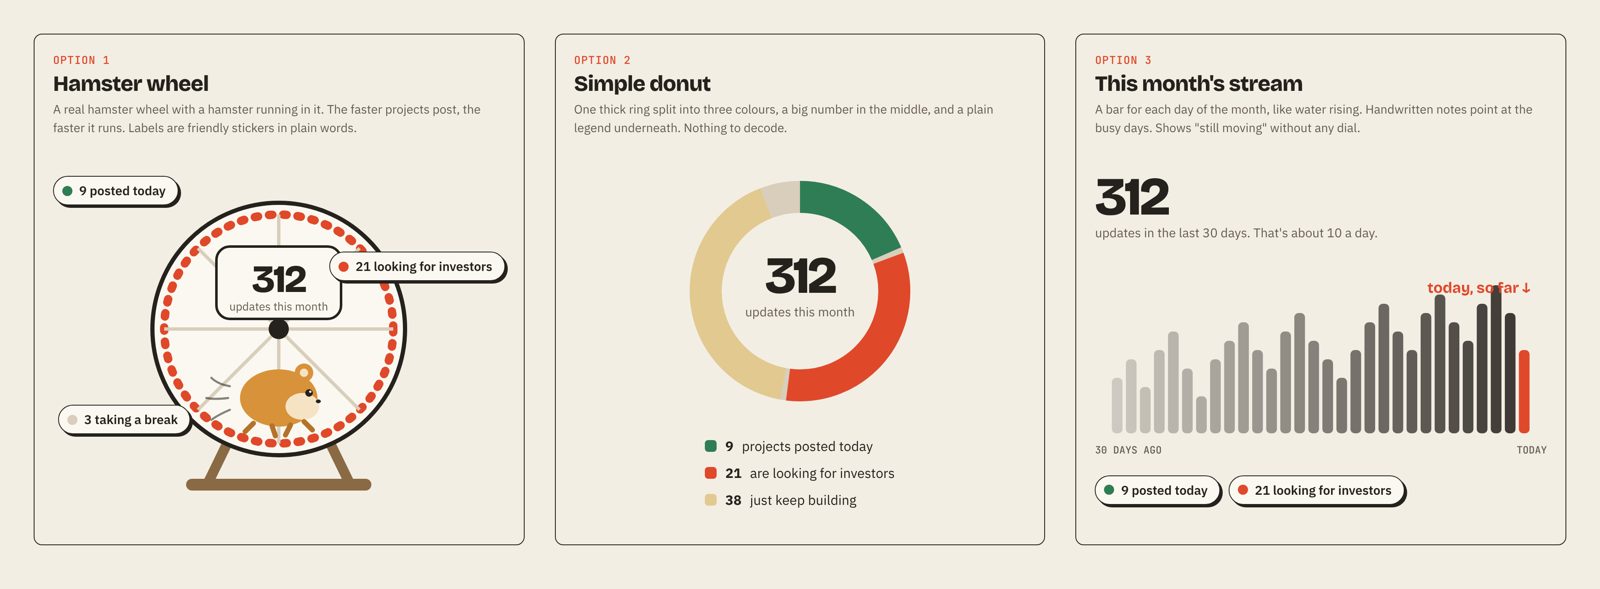 OPTION 1
Hamster wheel
A real hamster wheel with a hamster running in it. The faster projects post, the
faster it runs. Labels are friendly stickers in plain words.
9 posted today
312
updates this month
21 looking for investors
3 taking a break
OPTION 2
Simple donut
One thick ring split into three colours, a big number in the middle, and a plain
legend underneath. Nothing to decode.
312
updates this month
9 projects posted today
21 are looking for investors
38 just keep building
OPTION 3
This month's stream
A bar for each day of the month, like water rising. Handwritten notes point at the
busy days. Shows "still moving" without any dial.
312
updates in the last 30 days. That's about 10 a day.
today, so far ↓
30 DAYS AGO
TODAY
9 posted today
21 looking for investors